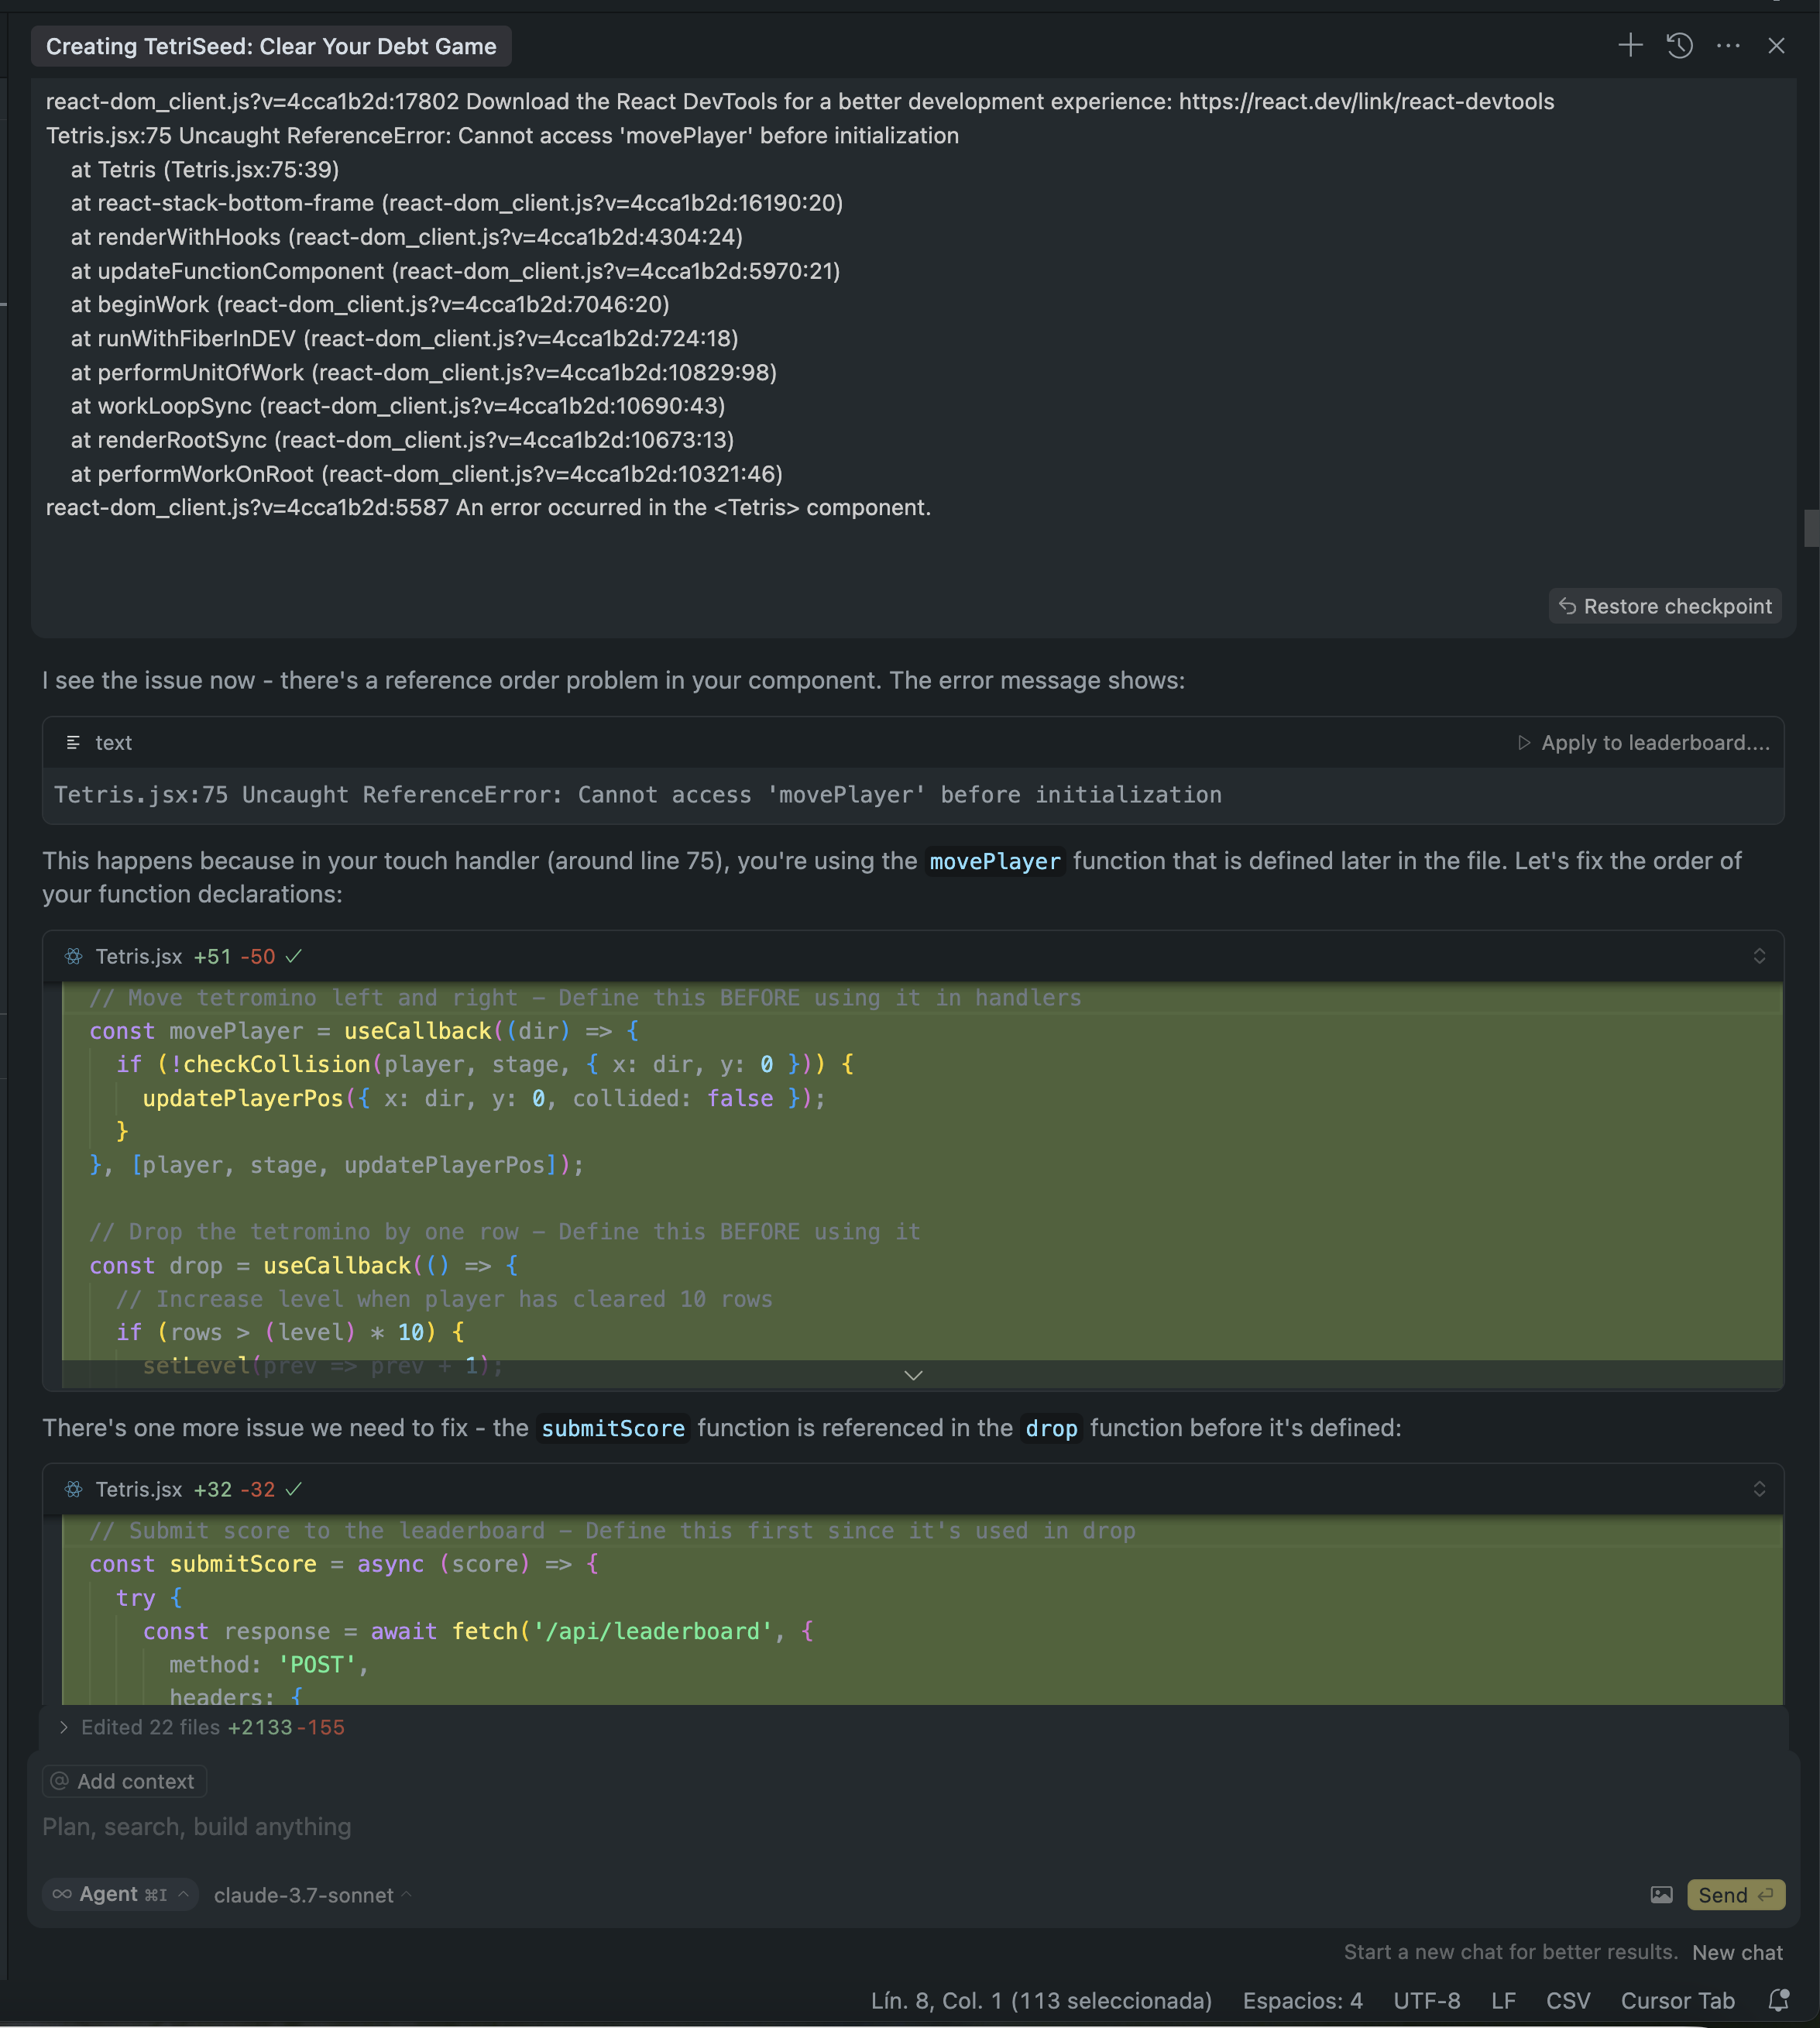 Creating TetriSeed: Clear Your Debt Game
react-dom_client.js?v=4cca1b2d:17802 Download the React DevTools for a better development experience: https://react.dev/link/react-devtools
Tetris.jsx:75 Uncaught ReferenceError: Cannot access 'movePlayer' before initialization
    at Tetris (Tetris.jsx:75:39)
    at react-stack-bottom-frame (react-dom_client.js?v=4cca1b2d:16190:20)
    at renderWithHooks (react-dom_client.js?v=4cca1b2d:4304:24)
    at updateFunctionComponent (react-dom_client.js?v=4cca1b2d:5970:21)
    at beginWork (react-dom_client.js?v=4cca1b2d:7046:20)
    at runWithFiberInDEV (react-dom_client.js?v=4cca1b2d:724:18)
    at performUnitOfWork (react-dom_client.js?v=4cca1b2d:10829:98)
    at workLoopSync (react-dom_client.js?v=4cca1b2d:10690:43)
    at renderRootSync (react-dom_client.js?v=4cca1b2d:10673:13)
    at performWorkOnRoot (react-dom_client.js?v=4cca1b2d:10321:46)
react-dom_client.js?v=4cca1b2d:5587 An error occurred in the <Tetris> component.
Restore checkpoint
I see the issue now - there's a reference order problem in your component. The error message shows:
text Apply to leaderboard....
Tetris.jsx:75 Uncaught ReferenceError: Cannot access 'movePlayer' before initialization
This happens because in your touch handler (around line 75), you're using the movePlayer function that is defined later in the file. Let's fix the order of
your function declarations:
Tetris.jsx +51 -50
// Move tetromino left and right – Define this BEFORE using it in handlers
const movePlayer = useCallback((dir) => {
  if (!checkCollision(player, stage, { x: dir, y: 0 })) {
    updatePlayerPos({ x: dir, y: 0, collided: false });
  }
}, [player, stage, updatePlayerPos]);
// Drop the tetromino by one row – Define this BEFORE using it
const drop = useCallback(() => {
  // Increase level when player has cleared 10 rows
  if (rows > (level) * 10) {
    setLevel(prev => prev + 1);
There's one more issue we need to fix - the submitScore function is referenced in the drop function before it's defined:
Tetris.jsx +32 -32
// Submit score to the leaderboard – Define this first since it's used in drop
const submitScore = async (score) => {
  try {
    const response = await fetch('/api/leaderboard', {
      method: 'POST',
      headers: {
Edited 22 files +2133 -155
@ Add context
Plan, search, build anything
Agent ⌘I claude-3.7-sonnet Send
Start a new chat for better results. New chat
Lín. 8, Col. 1 (113 seleccionada) Espacios: 4 UTF-8 LF CSV Cursor Tab